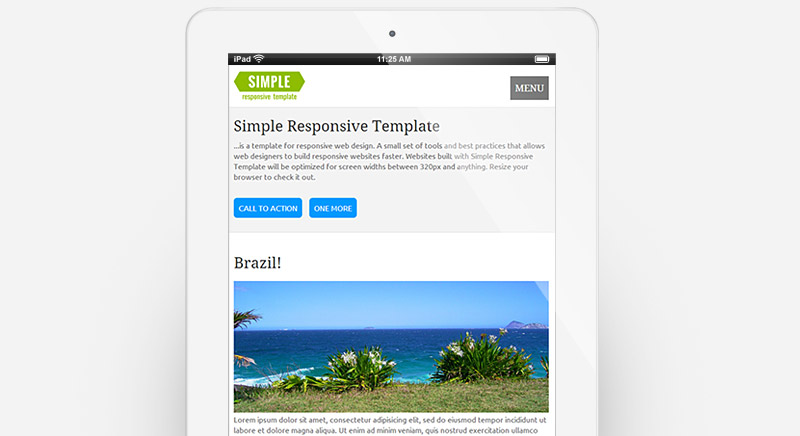 iPad 11:25 AM
SIMPLE
responsive template
MENU
Simple Responsive Template
...is a template for responsive web design. A small set of tools and best practices that allows
web designers to build responsive websites faster. Websites built with Simple Responsive
Template will be optimized for screen widths between 320px and anything. Resize your
browser to check it out.
CALL TO ACTION ONE MORE
Brazil!
Lorem ipsum dolor sit amet, consectetur adipisicing elit, sed do eiusmod tempor incididunt ut
labore et dolore magna aliqua. Ut enim ad minim veniam, quis nostrud exercitation ullamco